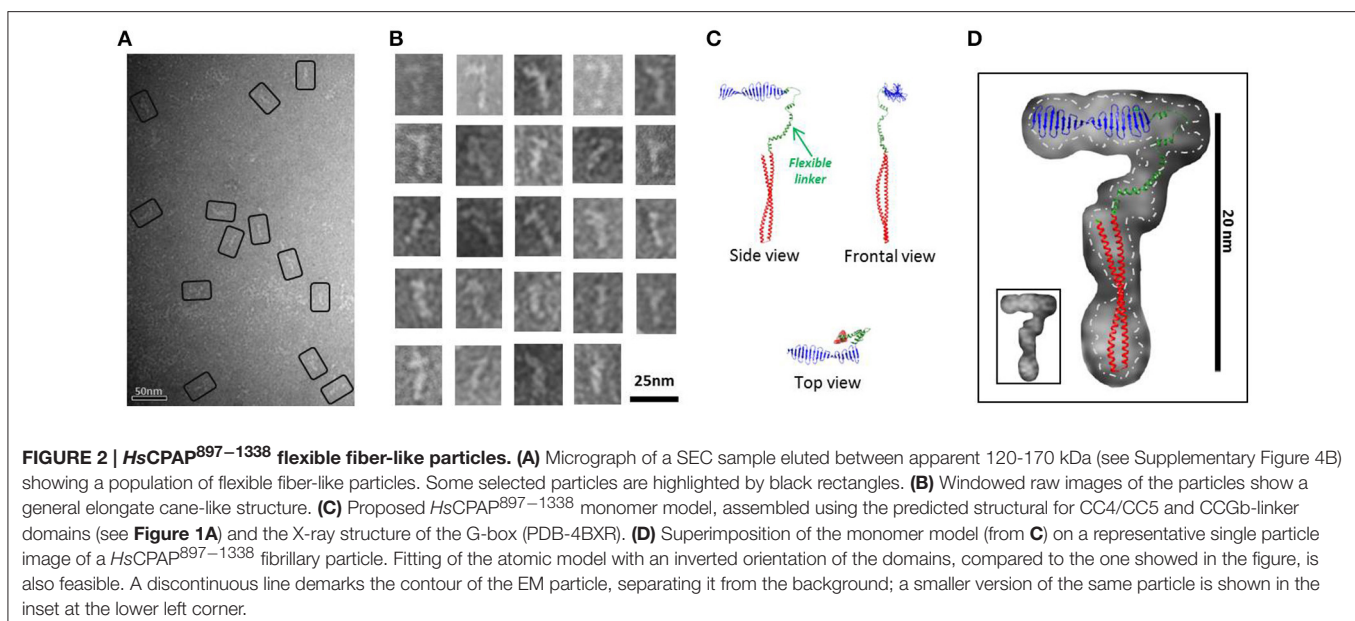 A
B
C
D
50nm
25nm
Flexible
linker
Side view
Frontal view
Top view
20 nm
FIGURE 2 | HsCPAP897−1338 flexible fiber-like particles. (A) Micrograph of a SEC sample eluted between apparent 120-170 kDa (see Supplementary Figure 4B)
showing a population of flexible fiber-like particles. Some selected particles are highlighted by black rectangles. (B) Windowed raw images of the particles show a
general elongate cane-like structure. (C) Proposed HsCPAP897−1338 monomer model, assembled using the predicted structural for CC4/CC5 and CCGb-linker
domains (see Figure 1A) and the X-ray structure of the G-box (PDB-4BXR). (D) Superimposition of the monomer model (from C) on a representative single particle
image of a HsCPAP897−1338 fibrillary particle. Fitting of the atomic model with an inverted orientation of the domains, compared to the one showed in the figure, is
also feasible. A discontinuous line demarks the contour of the EM particle, separating it from the background; a smaller version of the same particle is shown in the
inset at the lower left corner.